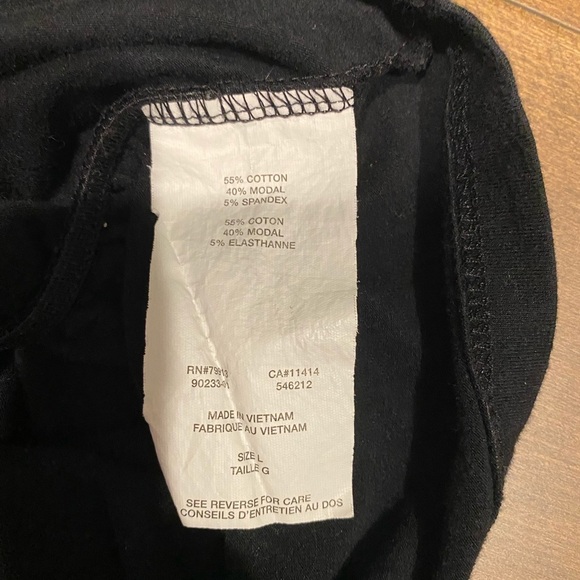 55% COTTON
40% MODAL
5% SPANDEX
55% COTON
40% MODAL
5% ELASTHANNE
CA#11414
546212
MADE IN VIETNAM
FABRIQUE AU VIETNAM
SIZE L
TAILLE G
SEE REVERSE FOR CARE
CONSEILS D'ENTRETIEN AU DOS